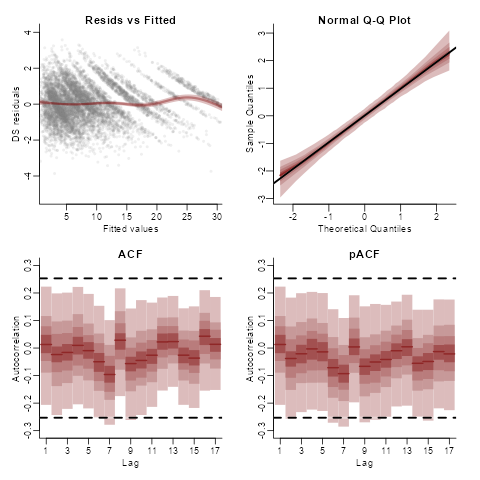 Resids vs Fitted
DS residuals
4
2
0
-2
-4
5 10 15 20 25 30
Fitted values
Normal Q-Q Plot
Sample Quantiles
3
2
1
0
-1
-2
-3
-2 -1 0 1 2
Theoretical Quantiles
ACF
Autocorrelation
0.3
0.2
0.1
0.0
-0.1
-0.2
-0.3
1 3 5 7 9 11 13 15 17
Lag
pACF
Autocorrelation
0.3
0.2
0.1
0.0
-0.1
-0.2
-0.3
1 3 5 7 9 11 13 15 17
Lag